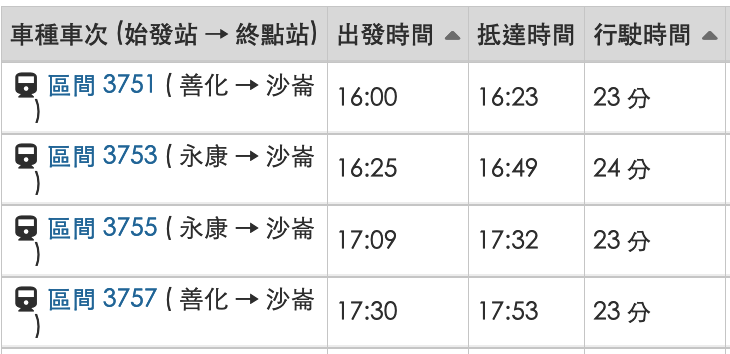 車種車次 (始發站 → 終點站) 出發時間 抵達時間 行駛時間
區間 3751 ( 善化 → 沙崙
) 16:00 16:23 23 分
區間 3753 ( 永康 → 沙崙
) 16:25 16:49 24 分
區間 3755 ( 永康 → 沙崙
) 17:09 17:32 23 分
區間 3757 ( 善化 → 沙崙
) 17:30 17:53 23 分